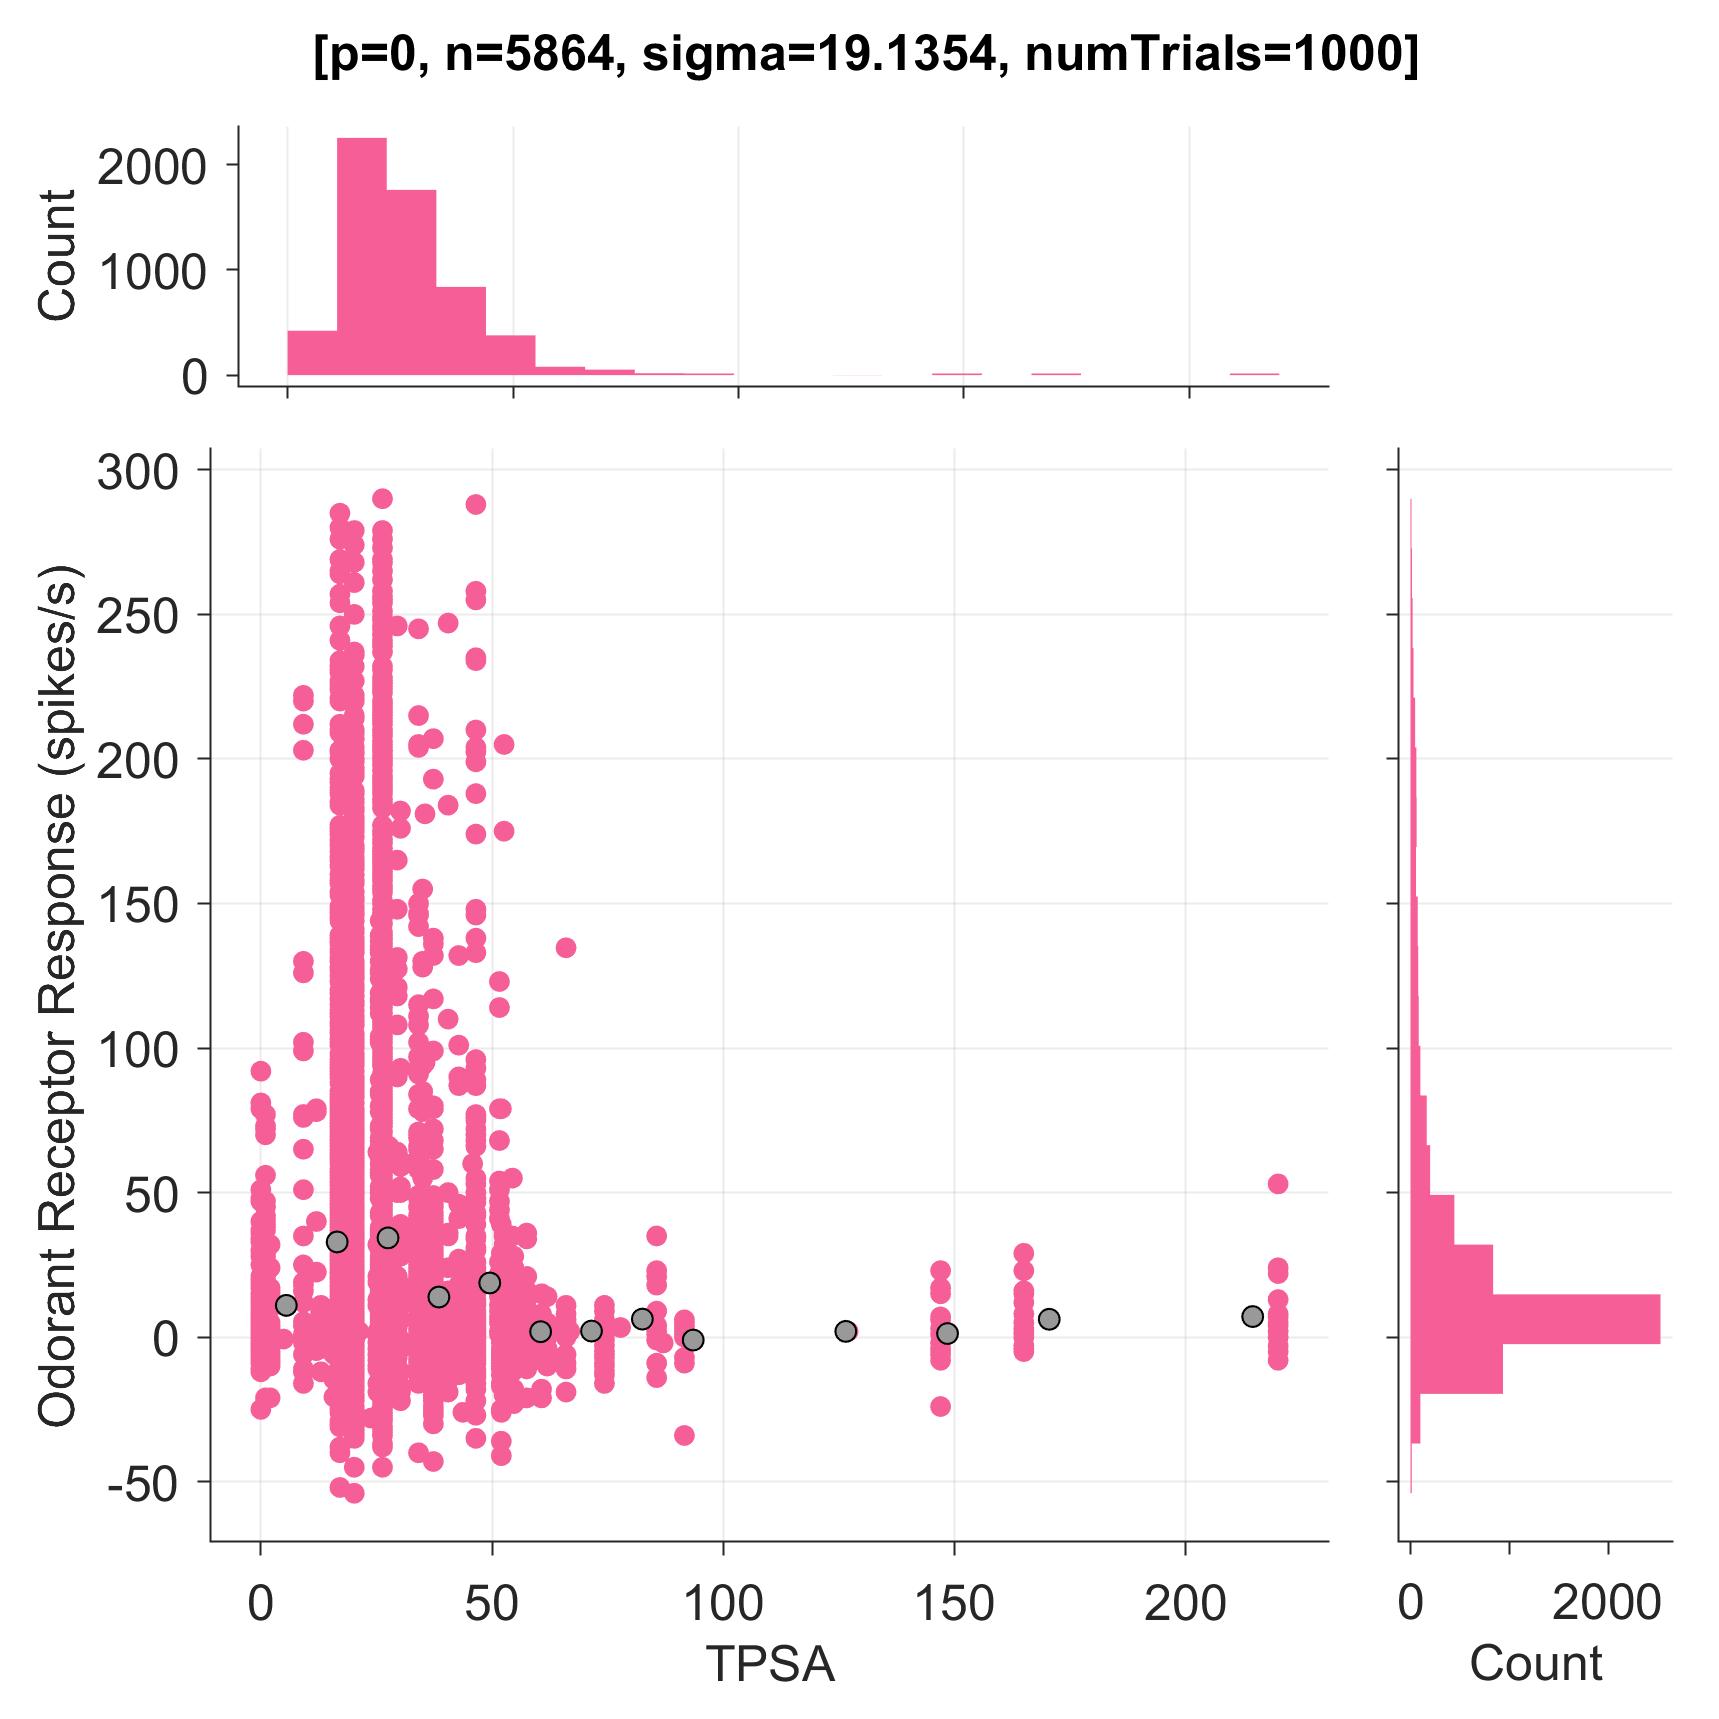 [p=0, n=5864, sigma=19.1354, numTrials=1000]
Count
2000
1000
0
Odorant Receptor Response (spikes/s)
300
250
200
150
100
50
0
-50
0 50 100 150 200
TPSA
0 2000
Count